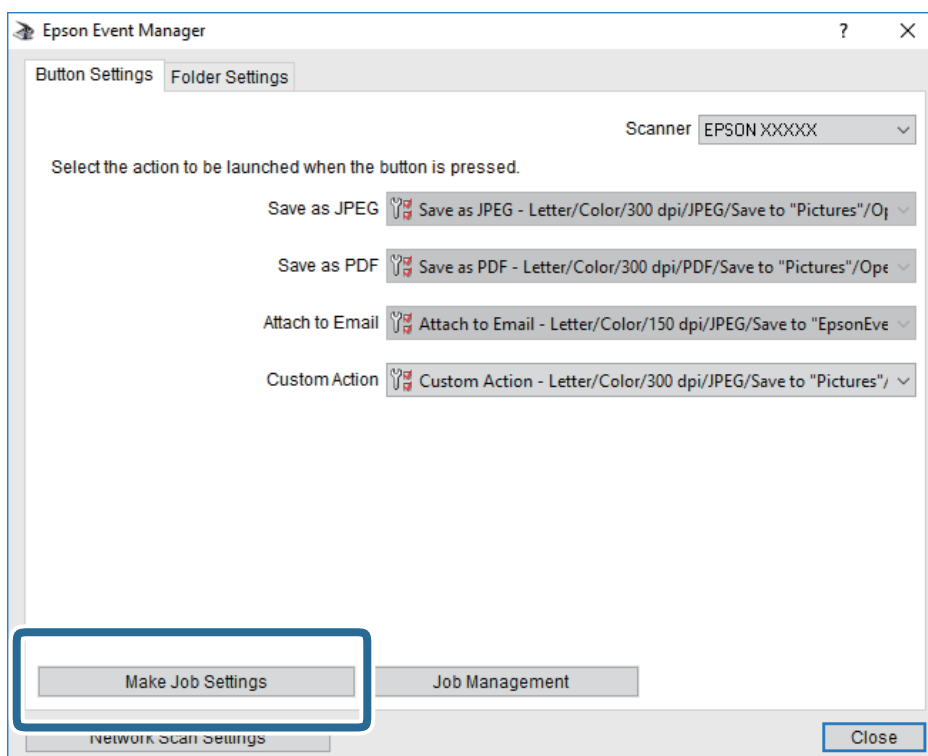 Epson Event Manager
Button Settings Folder Settings
Scanner EPSON XXXXX
Select the action to be launched when the button is pressed.
Save as JPEG Save as JPEG - Letter/Color/300 dpi/JPEG/Save to "Pictures"/Op
Save as PDF Save as PDF - Letter/Color/300 dpi/PDF/Save to "Pictures"/Ope
Attach to Email Attach to Email - Letter/Color/150 dpi/JPEG/Save to "EpsonEve
Custom Action Custom Action - Letter/Color/300 dpi/JPEG/Save to "Pictures"/
Make Job Settings Job Management
Network Scan Settings Close